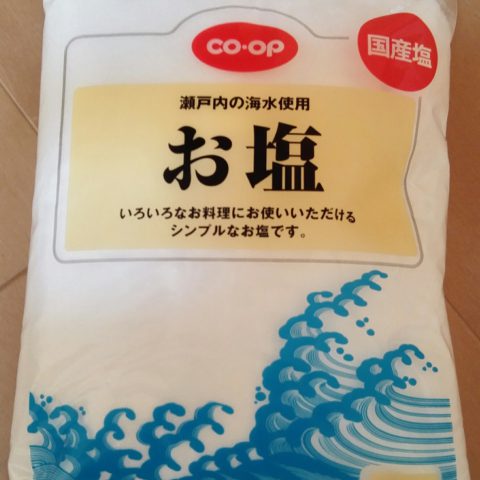 CO·OP
国産塩
瀬戸内の海水使用
お塩
いろいろなお料理にお使いいただける
シンプルなお塩です。